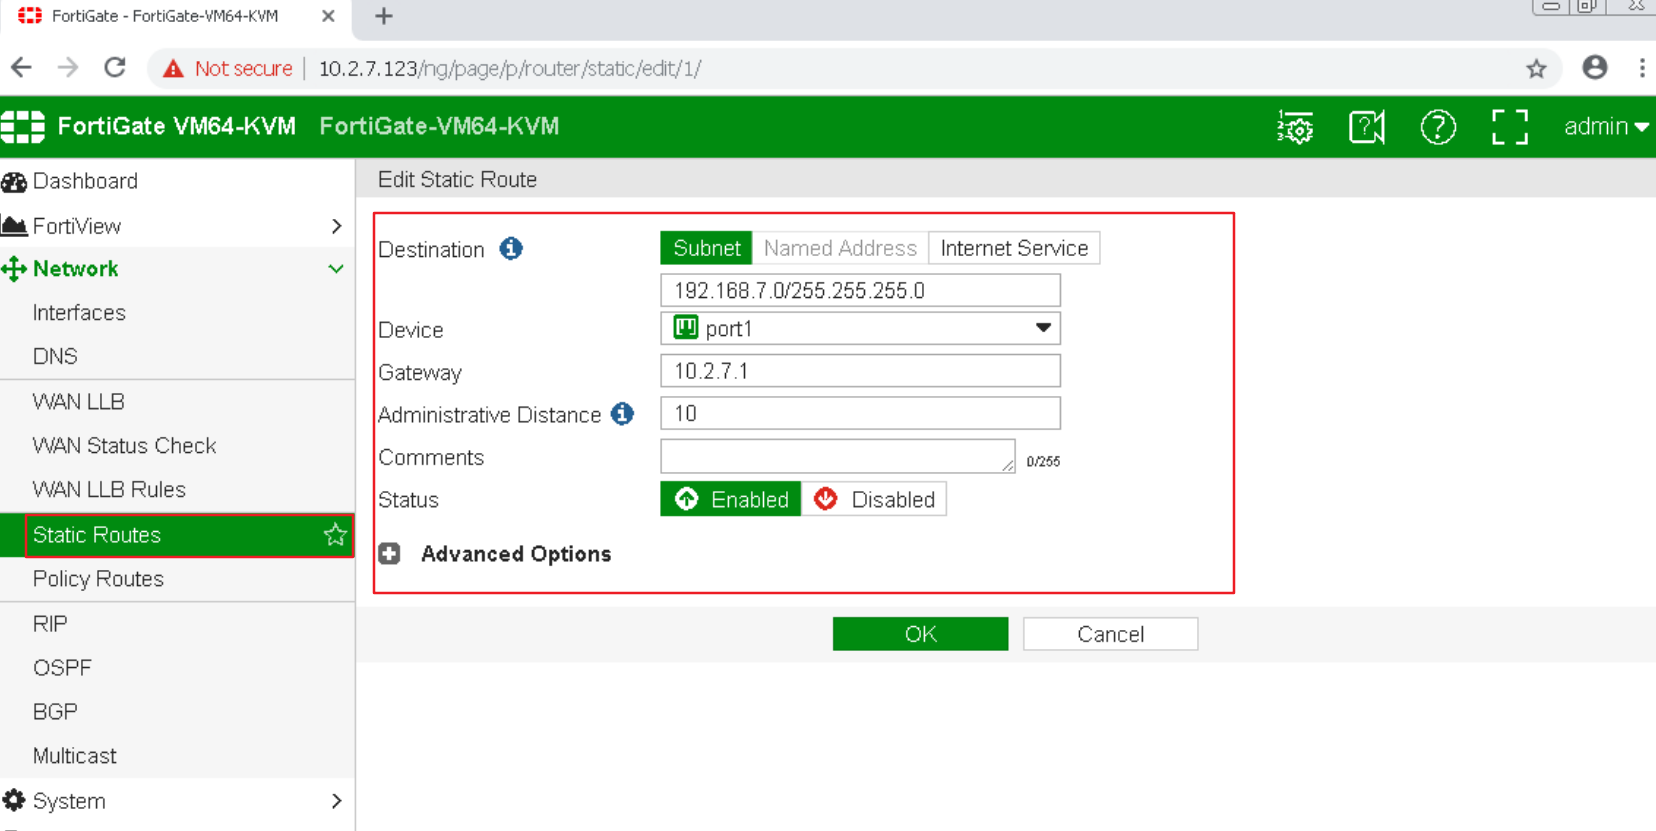 FortiGate - FortiGate-VM64-KVM
Not secure | 10.2.7.123/ng/page/p/router/static/edit/1/
FortiGate VM64-KVM FortiGate-VM64-KVM
admin
Dashboard
FortiView
Network
Interfaces
DNS
WAN LLB
WAN Status Check
WAN LLB Rules
Static Routes
Policy Routes
RIP
OSPF
BGP
Multicast
System
Edit Static Route
Destination Subnet Named Address Internet Service
192.168.7.0/255.255.255.0
Device port1
Gateway 10.2.7.1
Administrative Distance 10
Comments 0/255
Status Enabled Disabled
Advanced Options
OK Cancel